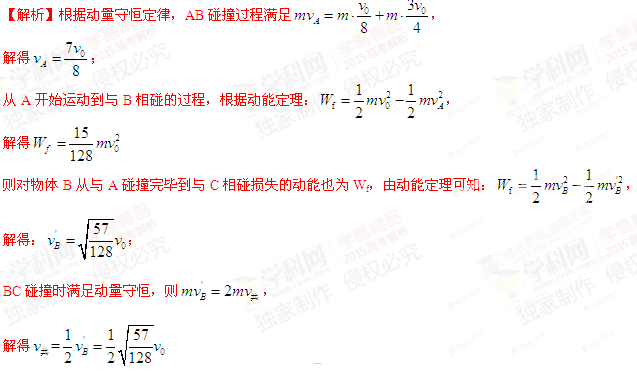 【解析】根据动量守恒定律，AB 碰撞过程满足 $mv_A = m \cdot \frac{v_0}{8} + m \cdot \frac{3v_0}{4}$，
解得 $v_A = \frac{7v_0}{8}$；
从 A 开始运动到与 B 相碰的过程，根据动能定理：$W_f = \frac{1}{2}mv_0^2 - \frac{1}{2}mv_A^2$，
解得 $W_f = \frac{15}{128}mv_0^2$
则对物体 B 从与 A 碰撞完毕到与 C 相碰损失的动能也为 $W_f$，由动能定理可知：$W_f = \frac{1}{2}mv_B^2 - \frac{1}{2}mv_B^{'2}$，
解得：$v_B^{'} = \sqrt{\frac{57}{128}}v_0$；
BC 碰撞时满足动量守恒，则 $mv_B^{'} = 2mv_{共}$，
解得 $v_{共} = \frac{1}{2}v_B^{'} = \frac{1}{2}\sqrt{\frac{57}{128}}v_0$